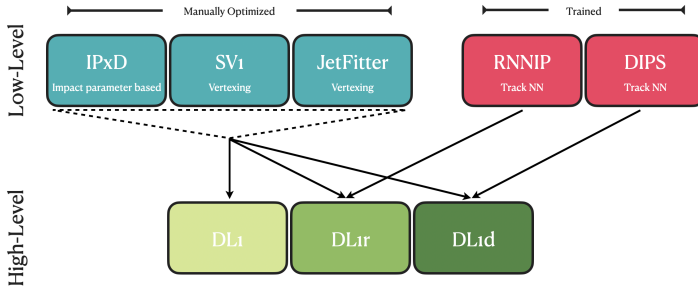 Manually Optimized
Trained
Low-Level
IPxD
Impact parameter based
SV1
Vertexing
JetFitter
Vertexing
RNNIP
Track NN
DIPS
Track NN
High-Level
DL1
DL1r
DL1d